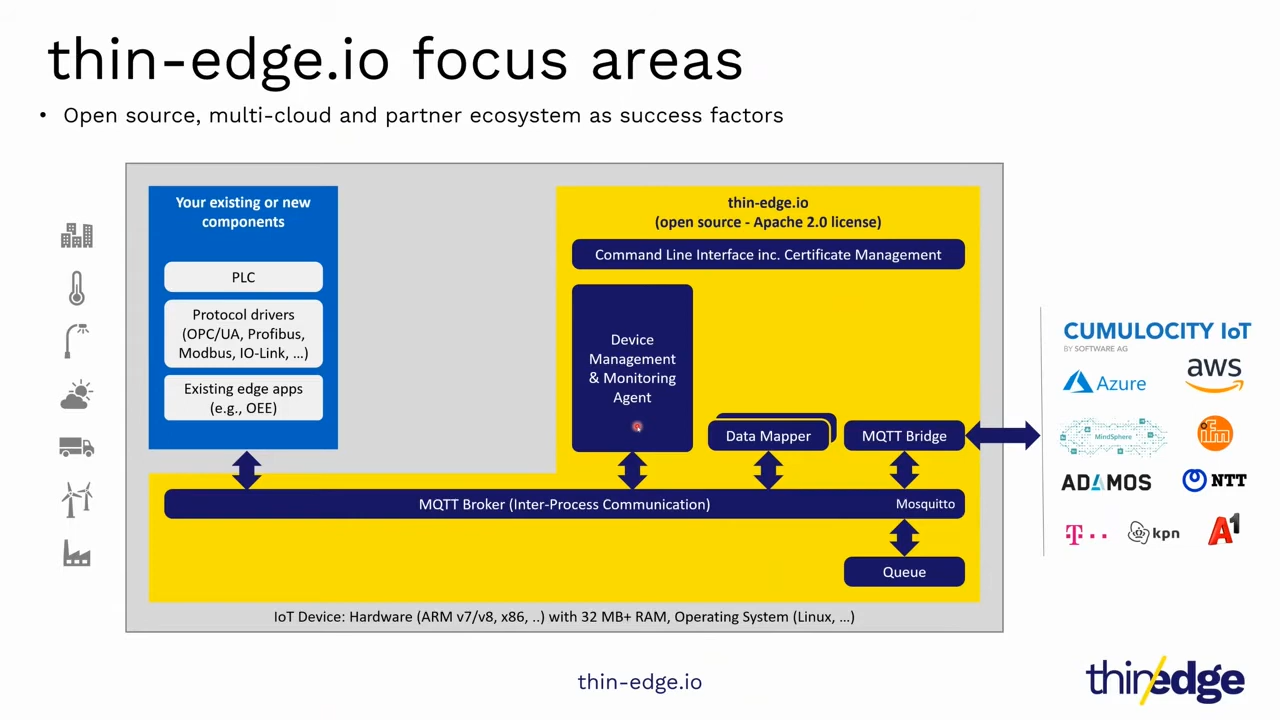 thin-edge.io focus areas
• Open source, multi-cloud and partner ecosystem as success factors
Your existing or new
components
PLC
Protocol drivers
(OPC/UA, Profibus,
Modbus, IO-Link, ...)
Existing edge apps
(e.g., OEE)
thin-edge.io
(open source - Apache 2.0 license)
Command Line Interface inc. Certificate Management
Device
Management
& Monitoring
Agent
Data Mapper
MQTT Bridge
MQTT Broker (Inter-Process Communication)
Mosquitto
Queue
IoT Device: Hardware (ARM v7/v8, x86, ..) with 32 MB+ RAM, Operating System (Linux, ...)
CUMULOCITY IoT
BY SOFTWARE AG
Azure
aws
MindSphere
ifm
ADAMOS
NTT
T··
kpn
A1
thin-edge.io
thin/edge